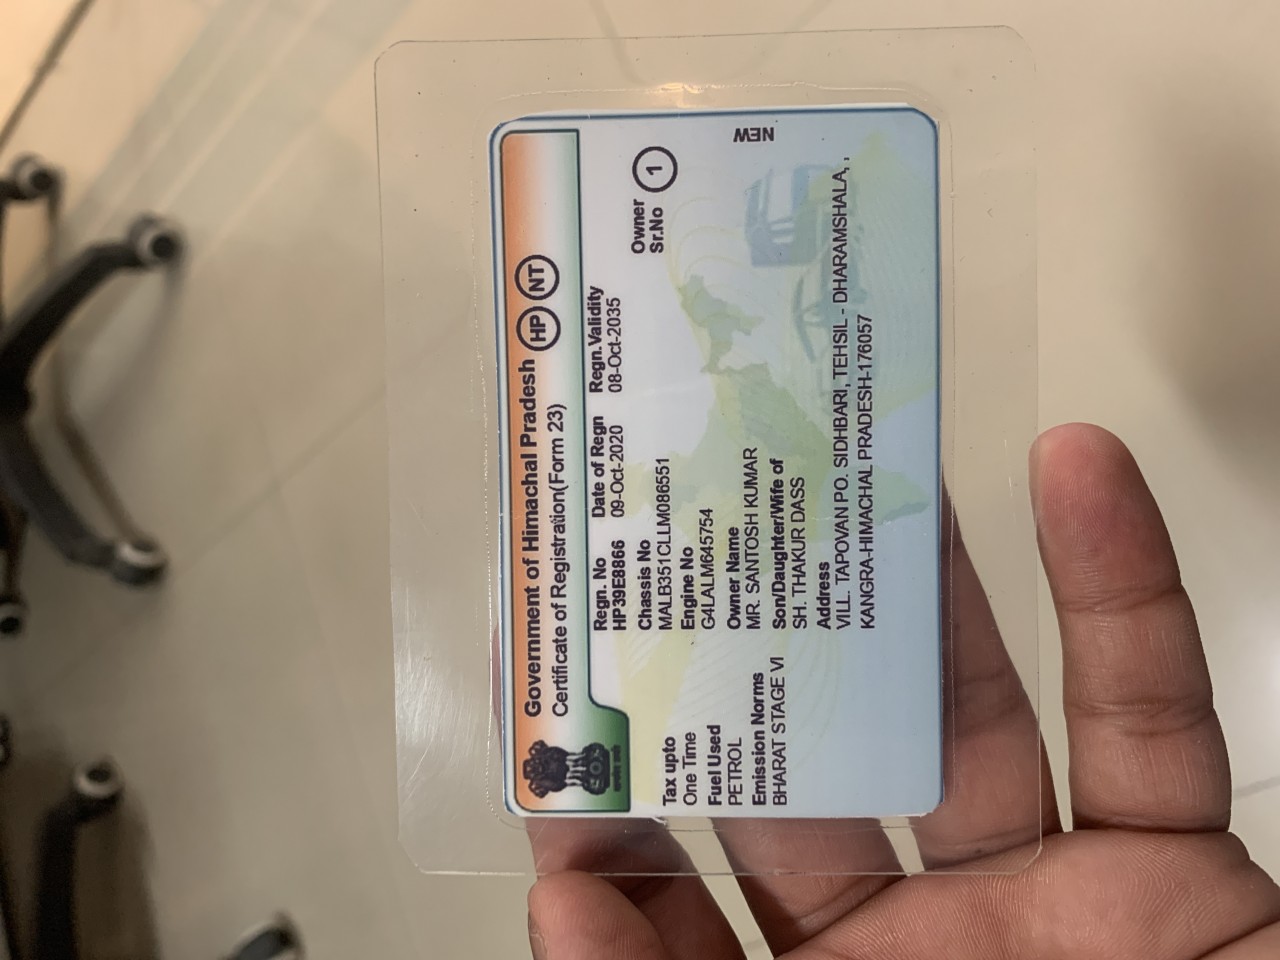 Government of Himachal Pradesh HP NT
Certificate of Registration(Form 23)
Regn. No Date of Regn Regn.Validity
HP39E8866 09-Oct-2020 08-Oct-2035
Owner
Sr.No 1
Chassis No
MALB351CLLM086551
Engine No
G4LALM645754
NEW
Owner Name
MR. SANTOSH KUMAR
Son/Daughter/Wife of
SH. THAKUR DASS
Address
VILL. TAPOVAN PO. SIDHBARI, TEHSIL - DHARAMSHALA, ,
KANGRA-HIMACHAL PRADESH-176057
Tax upto
One Time
Fuel Used
PETROL
Emission Norms
BHARAT STAGE VI